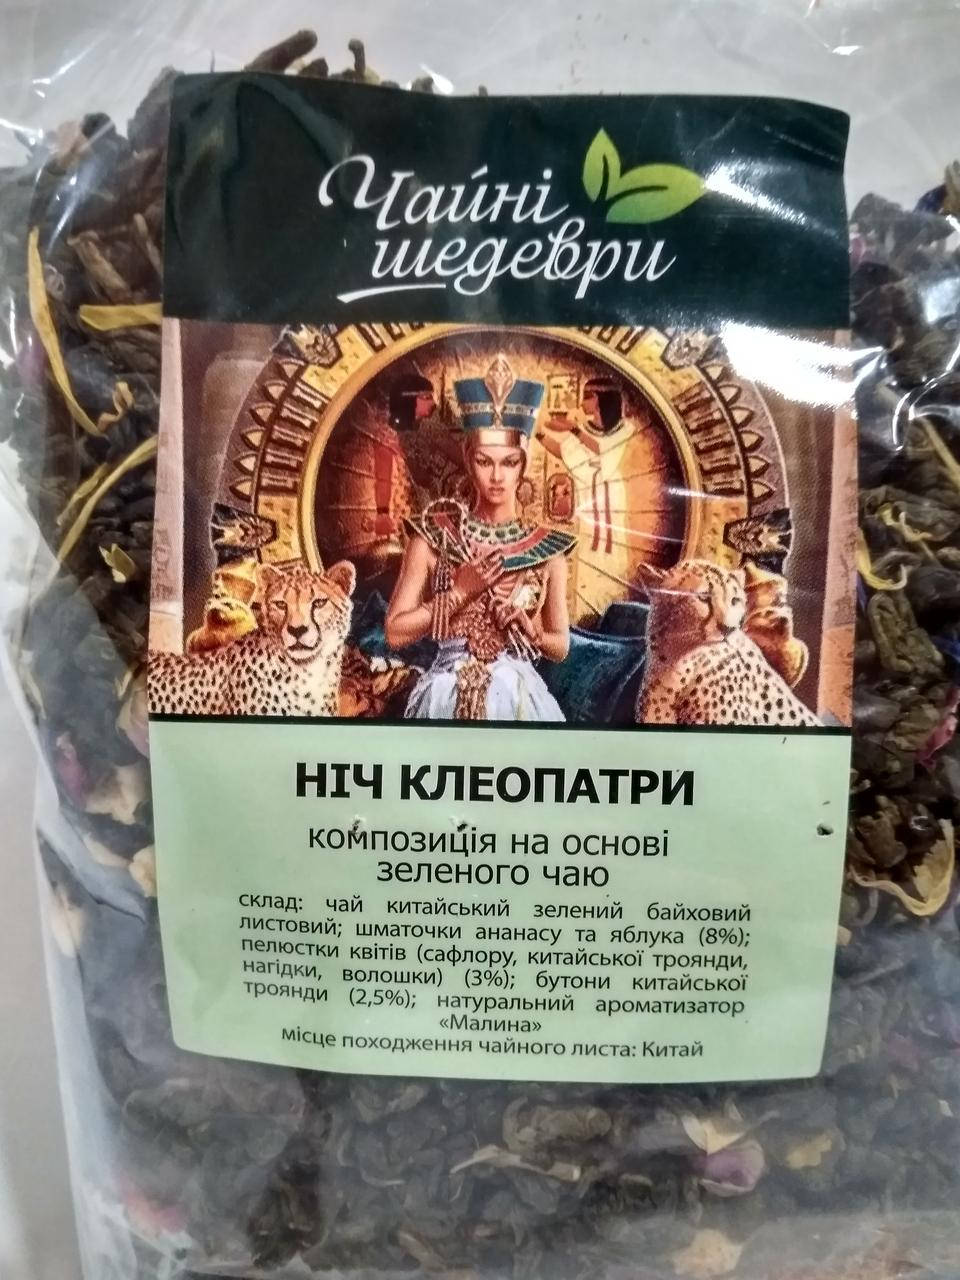 Чайні
шедеври
НІЧ КЛЕОПАТРИ
композиція на основі
зеленого чаю
склад: чай китайський зелений байховий
листовий; шматочки ананасу та яблука (8%);
пелюстки квітів (сафлору, китайської троянди,
нагідки, волошки) (3%); бутони китайської
троянди (2,5%); натуральний ароматизатор
«Малина»
місце походження чайного листа: Китай